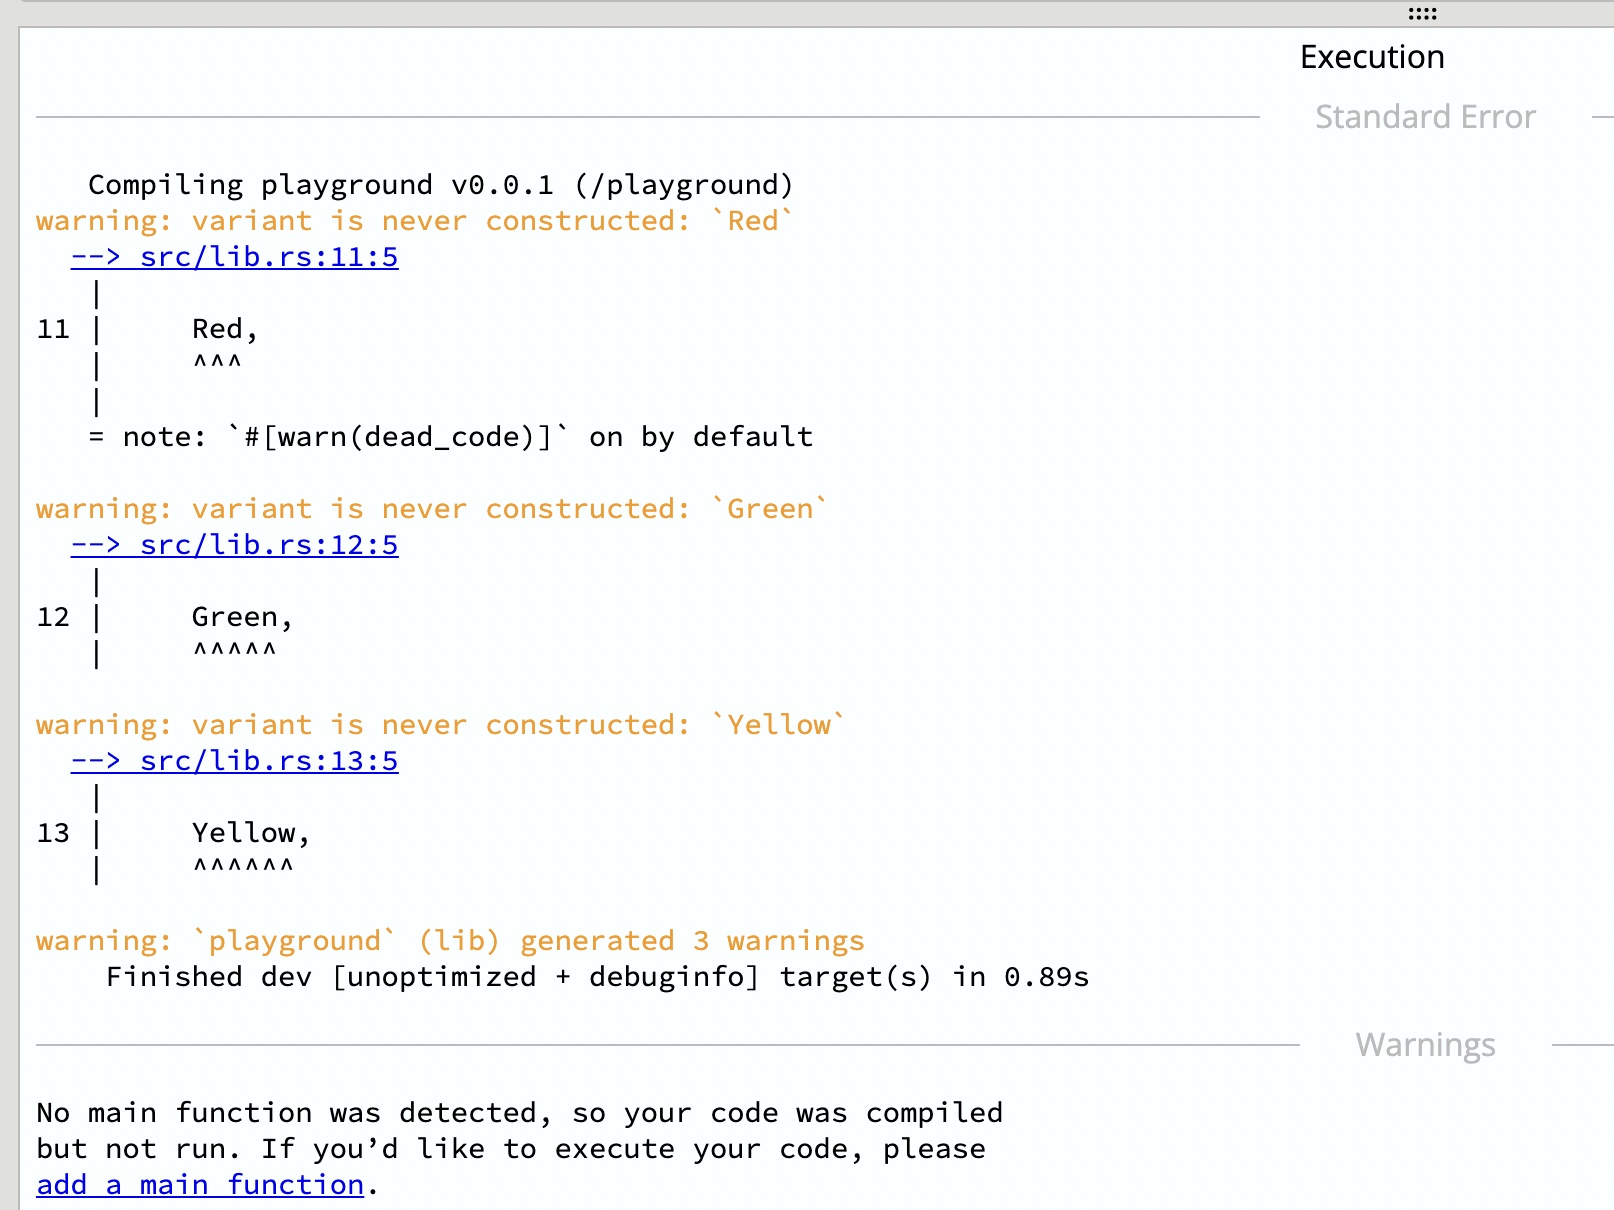 Execution
Standard Error
   Compiling playground v0.0.1 (/playground)
warning: variant is never constructed: `Red`
  --> src/lib.rs:11:5
   |
11 |     Red,
   |     ^^^
   |
   = note: `#[warn(dead_code)]` on by default
warning: variant is never constructed: `Green`
  --> src/lib.rs:12:5
   |
12 |     Green,
   |     ^^^^^
warning: variant is never constructed: `Yellow`
  --> src/lib.rs:13:5
   |
13 |     Yellow,
   |     ^^^^^^
warning: `playground` (lib) generated 3 warnings
    Finished dev [unoptimized + debuginfo] target(s) in 0.89s
Warnings
No main function was detected, so your code was compiled
but not run. If you’d like to execute your code, please
add a main function.